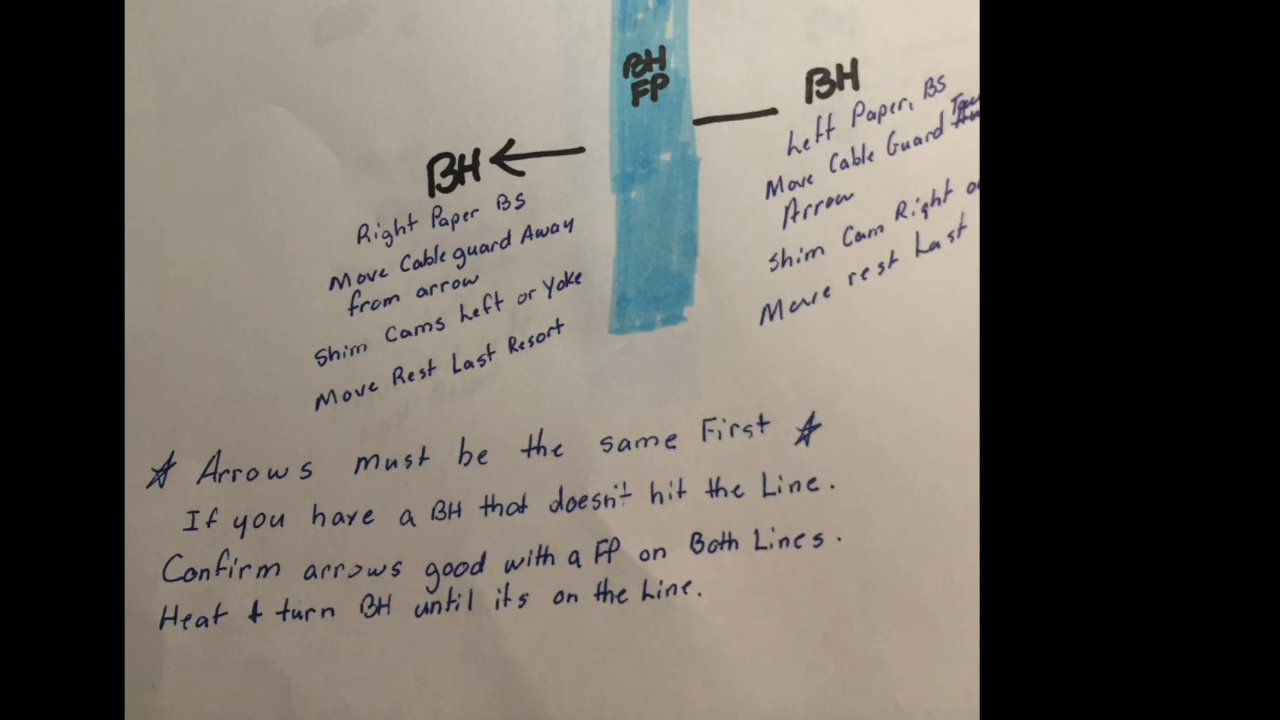 BH
FP
BH
Left Paper, BS
Move Cable Guard
Arrow
Shim Cam Right
Move rest Last
BH
Right Paper BS
Move Cable guard Away
from arrow
Shim Cams Left or Yoke
Move Rest Last Resort
Arrows must be the same First
If you have a BH that doesn't hit the Line.
Confirm arrows good with a FP on Both Lines.
Heat + turn BH until its on the Line.